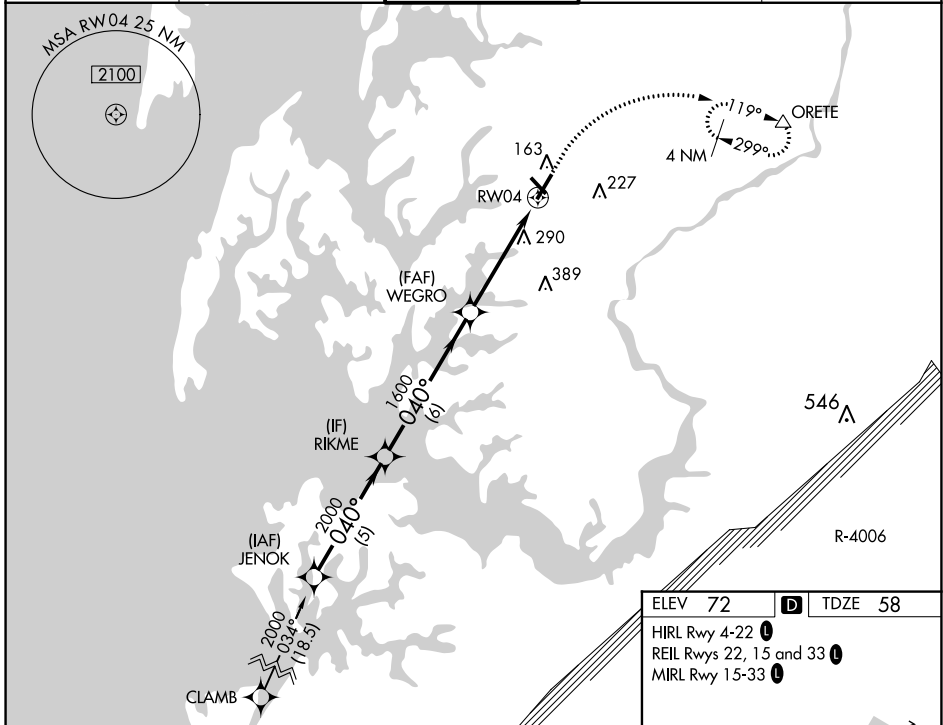 MSA RW04 25 NM
2100
119°
ORETE
4 NM
299°
163
RW04
227
290
389
(FAF)
WEGRO
1600
040°
(6)
546
(IF)
RIKME
2000
040°
(5)
R-4006
(IAF)
JENOK
2000
034°
(18.5)
CLAMB
ELEV 72 D TDZE 58
HIRL Rwy 4-22 L
REIL Rwys 22, 15 and 33 L
MIRL Rwy 15-33 L